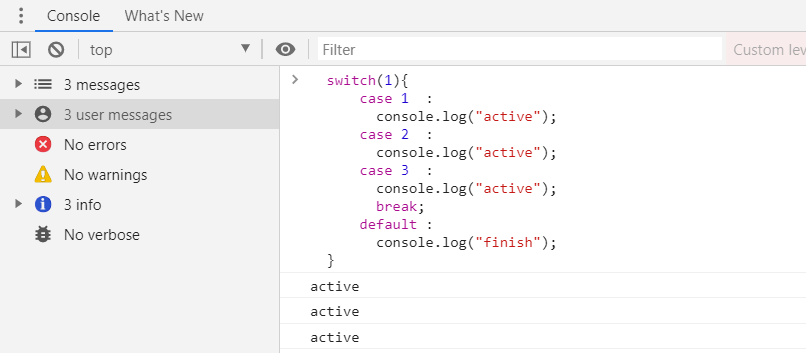 Console What's New
top Filter Custom lev
3 messages
3 user messages
No errors
No warnings
3 info
No verbose
switch(1){
case 1 :
console.log("active");
case 2 :
console.log("active");
case 3 :
console.log("active");
break;
default :
console.log("finish");
}
active
active
active